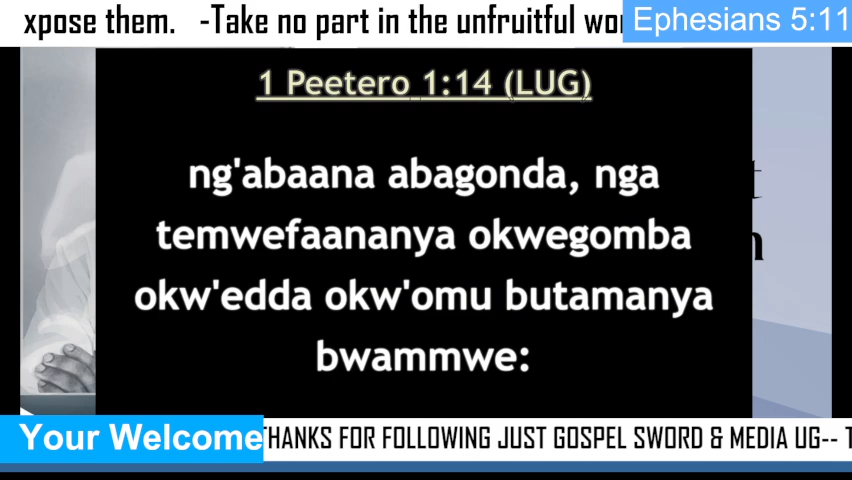 xpose them. -Take no part in the unfruitful
Ephesians 5:11
1 Peetero 1:14 (LUG)
ng'abaana abagonda, nga
temwefaananya okwegomba
okw'edda okw'omu butamanya
bwammwe:
Your Welcome
THANKS FOR FOLLOWING JUST GOSPEL SWORD & MEDIA UG-- T